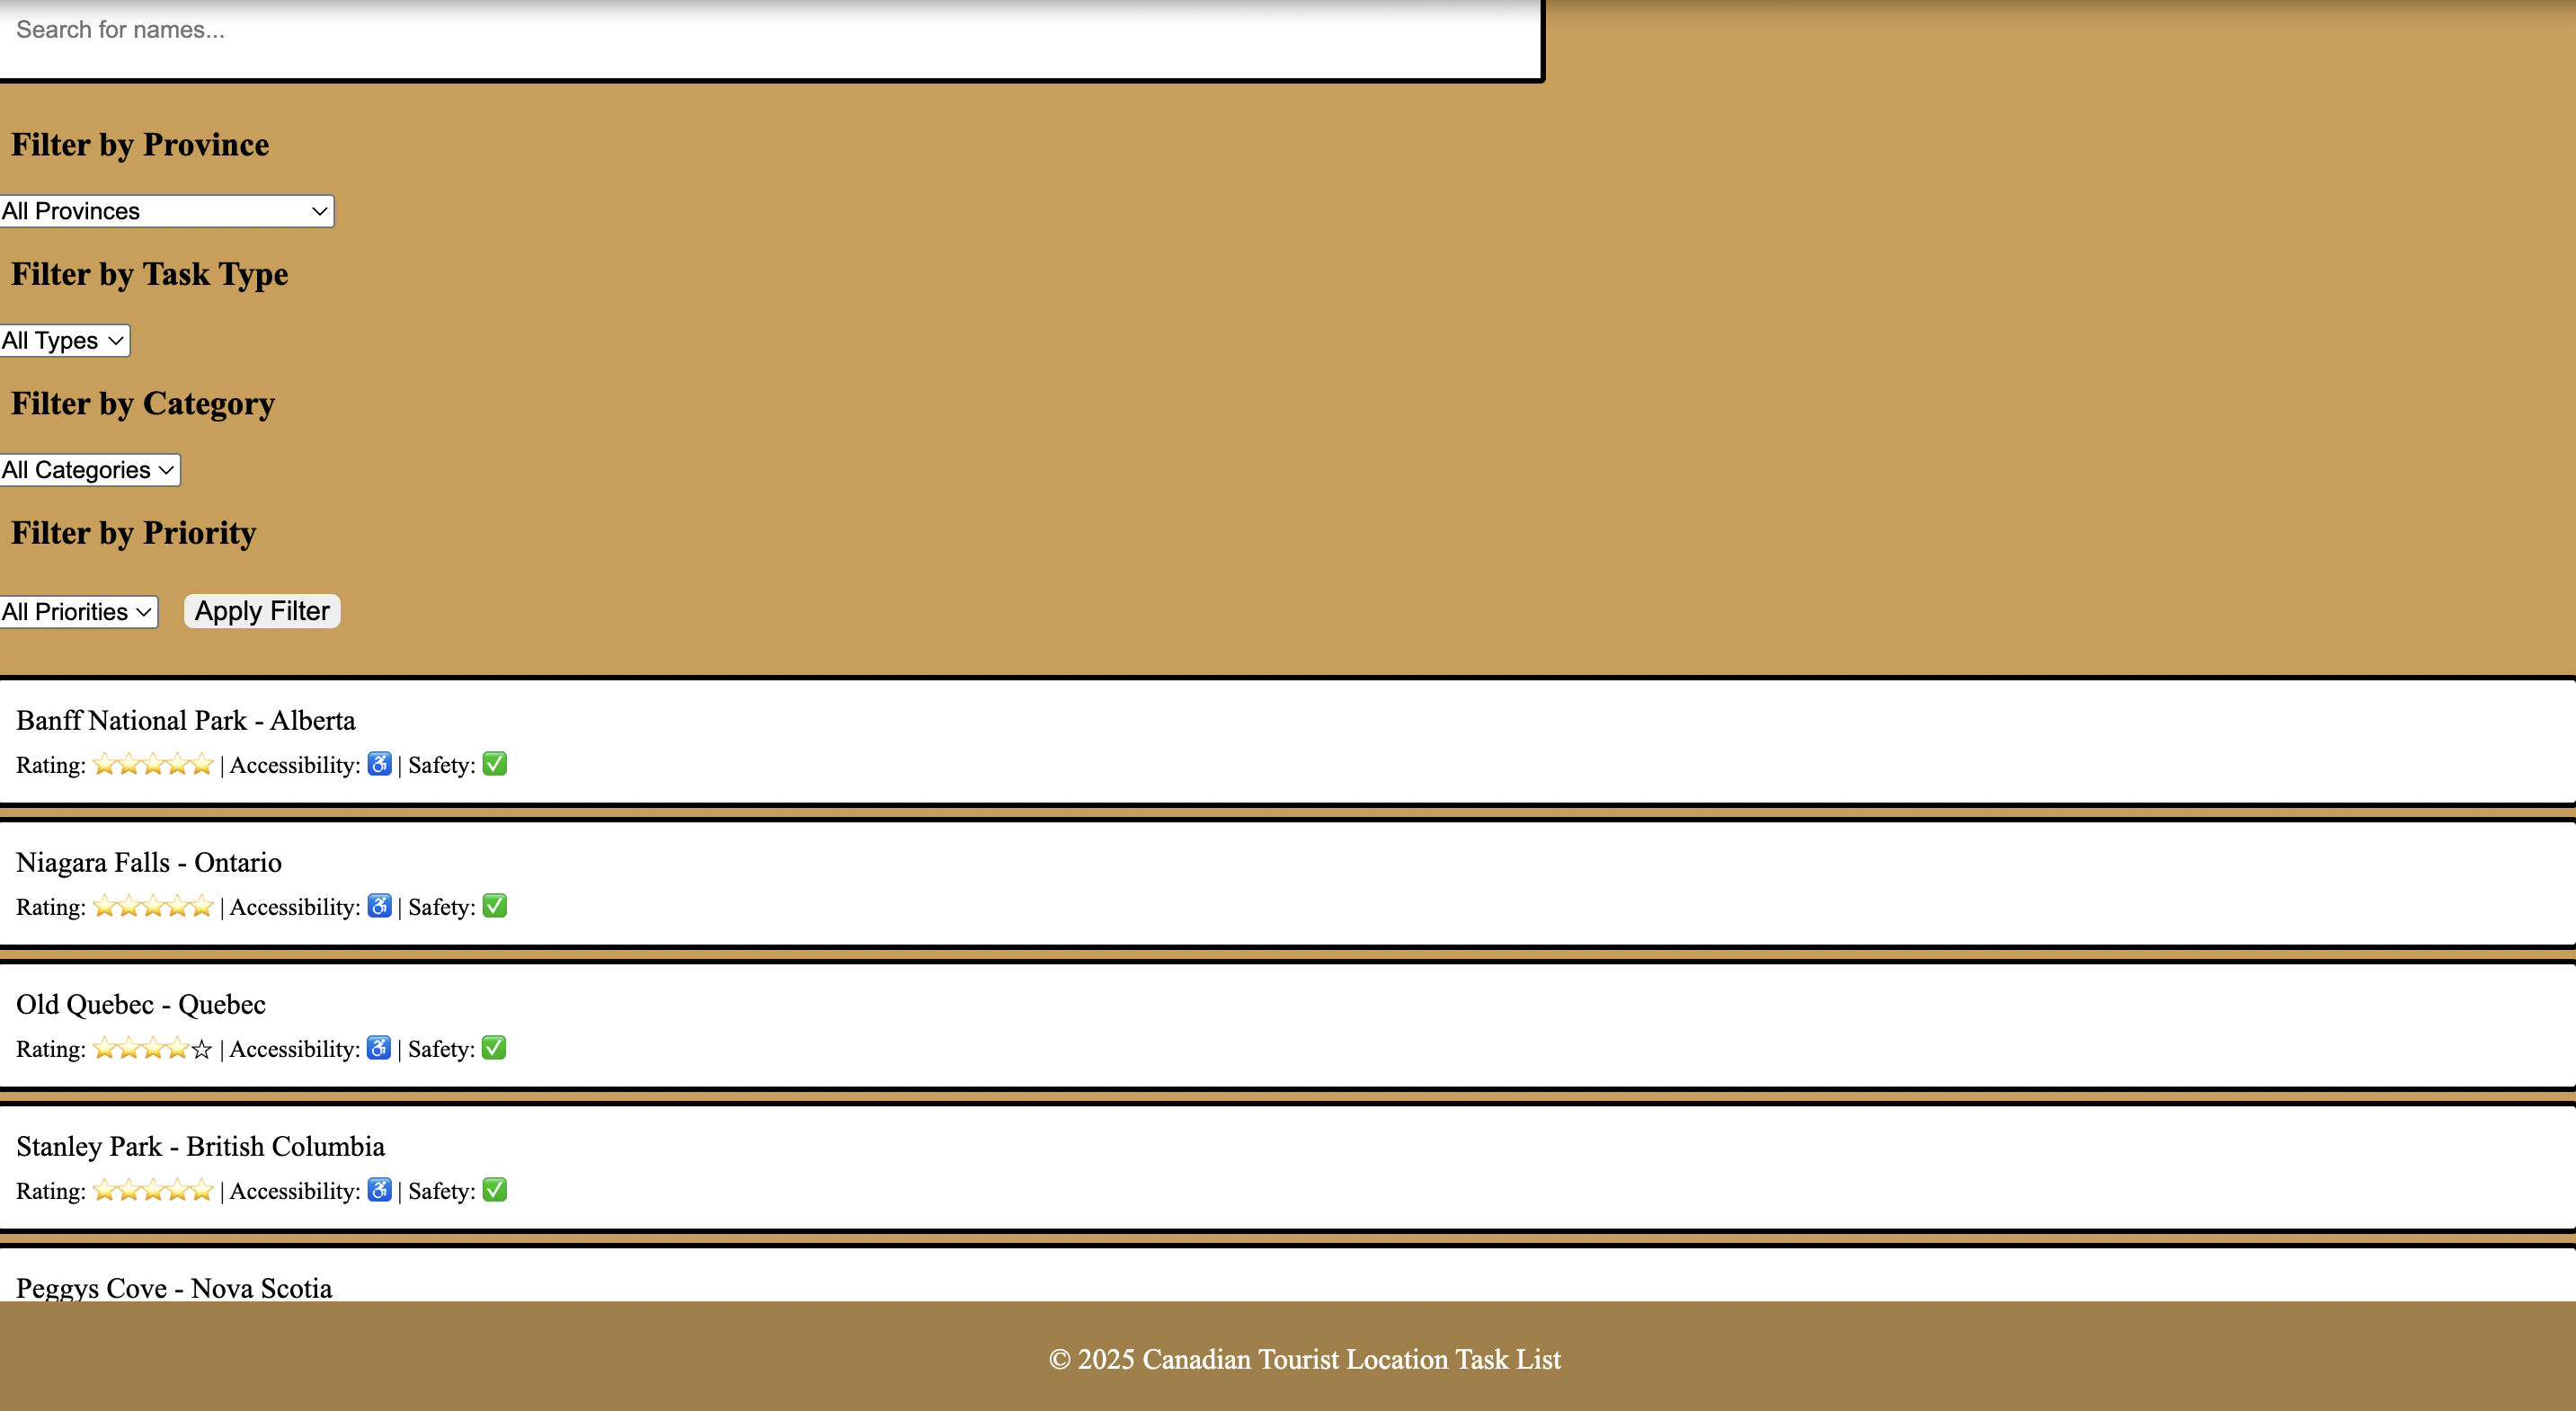 Search for names...
Filter by Province
All Provinces
Filter by Task Type
All Types
Filter by Category
All Categories
Filter by Priority
All Priorities Apply Filter
Banff National Park - Alberta
Rating: ⭐⭐⭐⭐⭐ | Accessibility: ♿ | Safety: ✅
Niagara Falls - Ontario
Rating: ⭐⭐⭐⭐⭐ | Accessibility: ♿ | Safety: ✅
Old Quebec - Quebec
Rating: ⭐⭐⭐⭐☆ | Accessibility: ♿ | Safety: ✅
Stanley Park - British Columbia
Rating: ⭐⭐⭐⭐⭐ | Accessibility: ♿ | Safety: ✅
Peggys Cove - Nova Scotia
© 2025 Canadian Tourist Location Task List